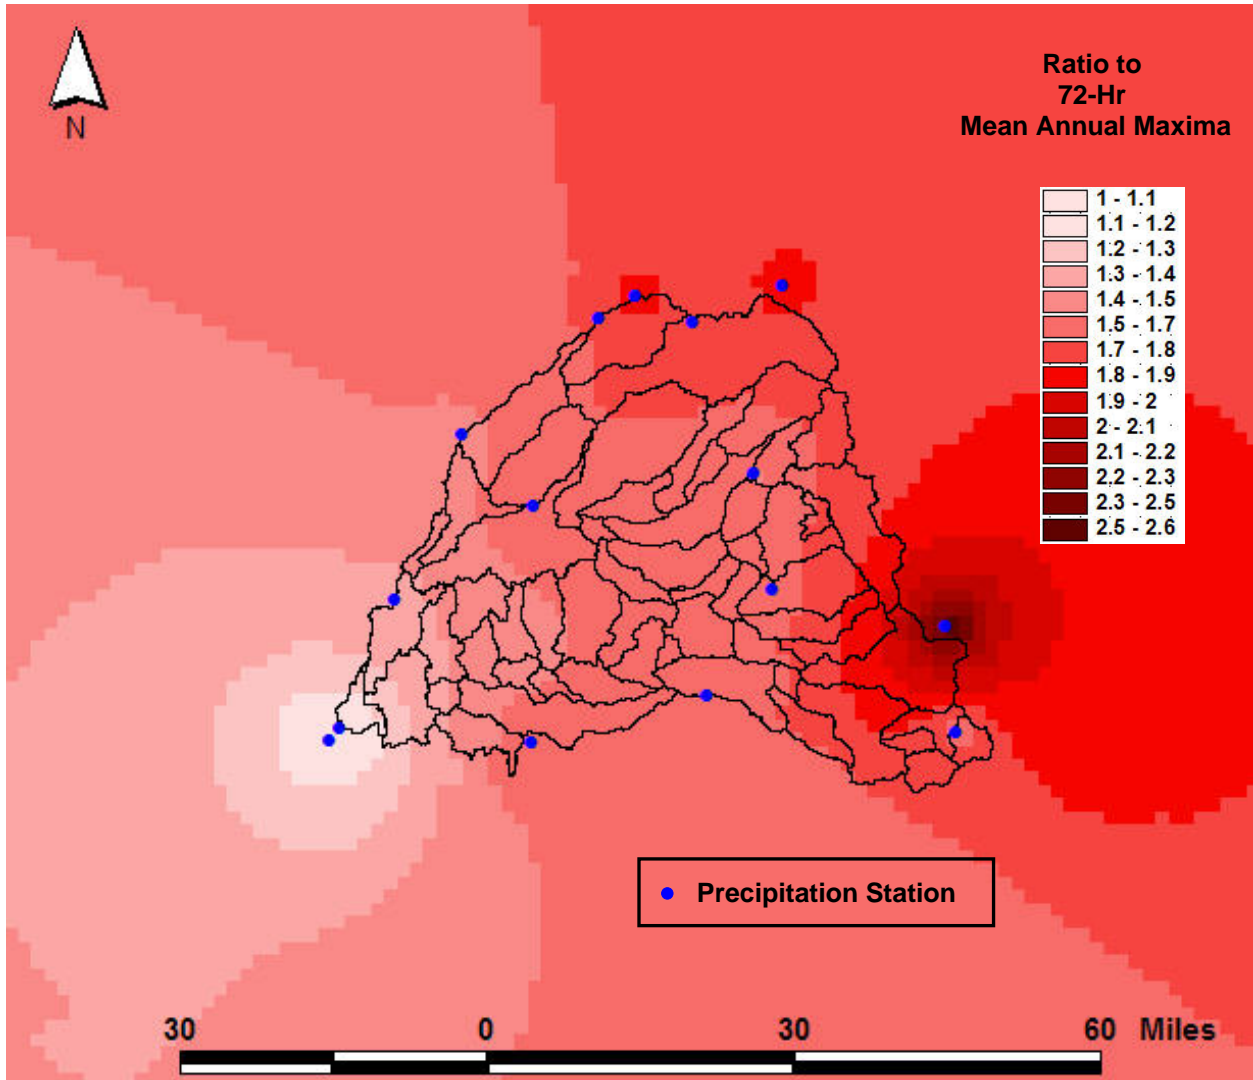 N
Ratio to
72-Hr
Mean Annual Maxima
1 - 1.1
1.1 - 1.2
1.2 - 1.3
1.3 - 1.4
1.4 - 1.5
1.5 - 1.7
1.7 - 1.8
1.8 - 1.9
1.9 - 2
2 - 2.1
2.1 - 2.2
2.2 - 2.3
2.3 - 2.5
2.5 - 2.6
Precipitation Station
30 0 30 60 Miles